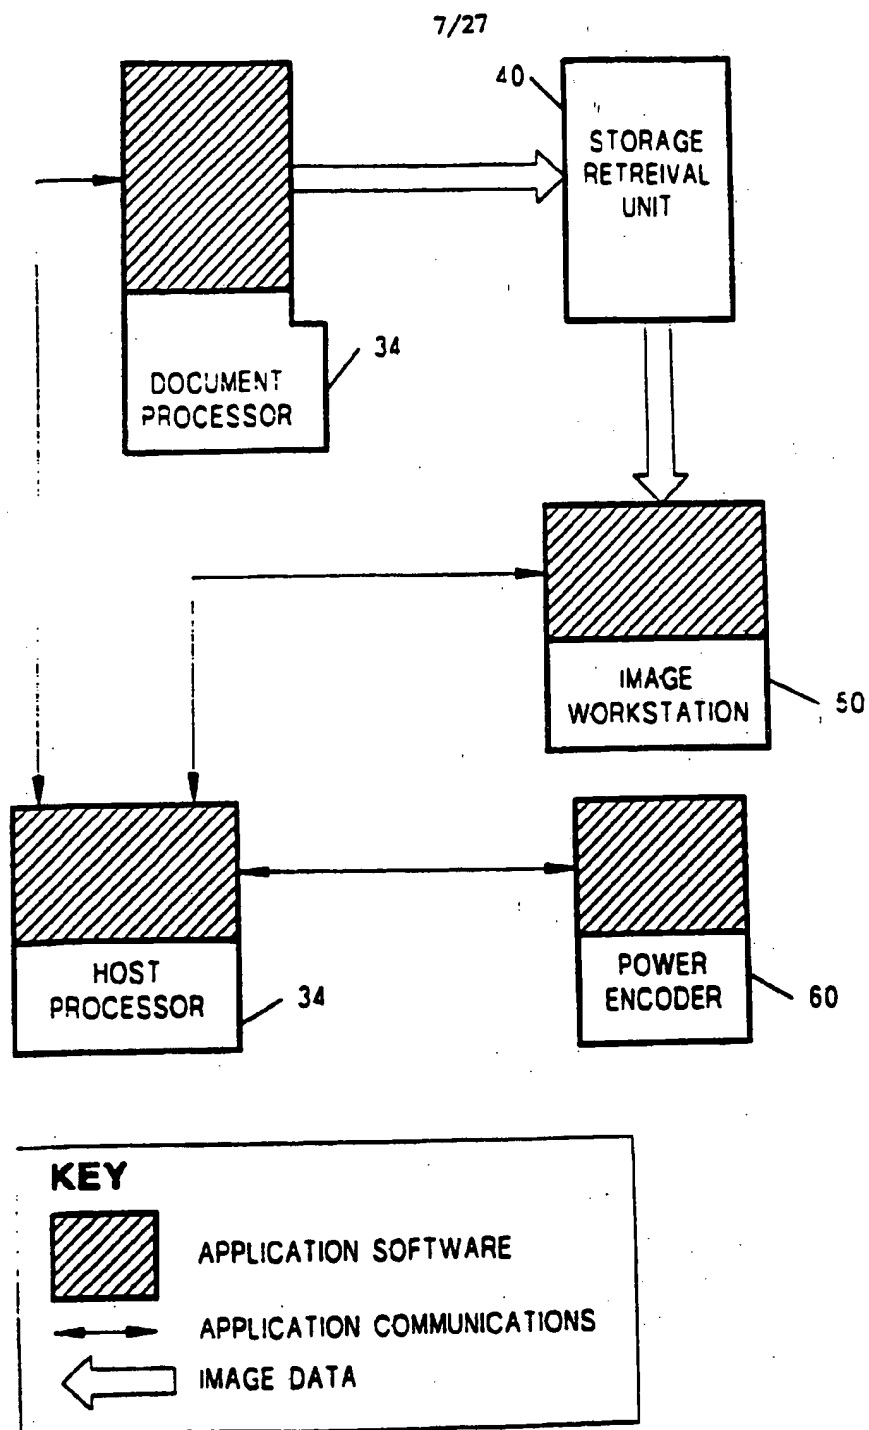 7/27
40
STORAGE
RETREIVAL
UNIT
34
DOCUMENT
PROCESSOR
IMAGE
WORKSTATION
50
HOST
PROCESSOR
34
POWER
ENCODER
60
KEY
APPLICATION SOFTWARE
APPLICATION COMMUNICATIONS
IMAGE DATA